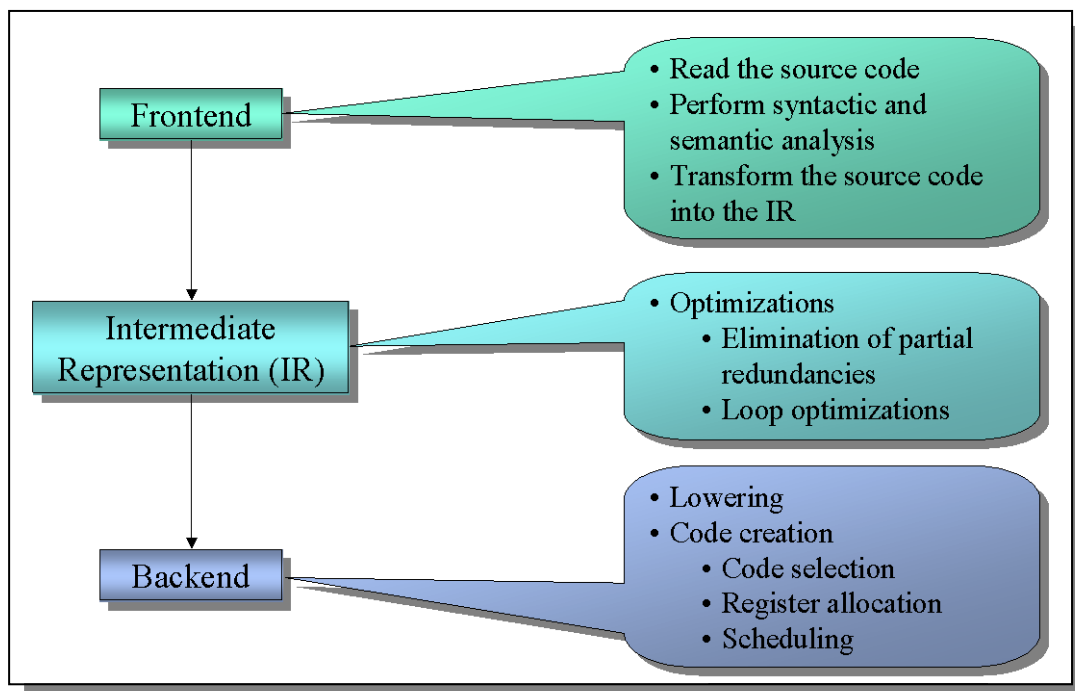 Frontend
• Read the source code
• Perform syntactic and
semantic analysis
• Transform the source code
into the IR
Intermediate
Representation (IR)
• Optimizations
• Elimination of partial
redundancies
• Loop optimizations
Backend
• Lowering
• Code creation
• Code selection
• Register allocation
• Scheduling